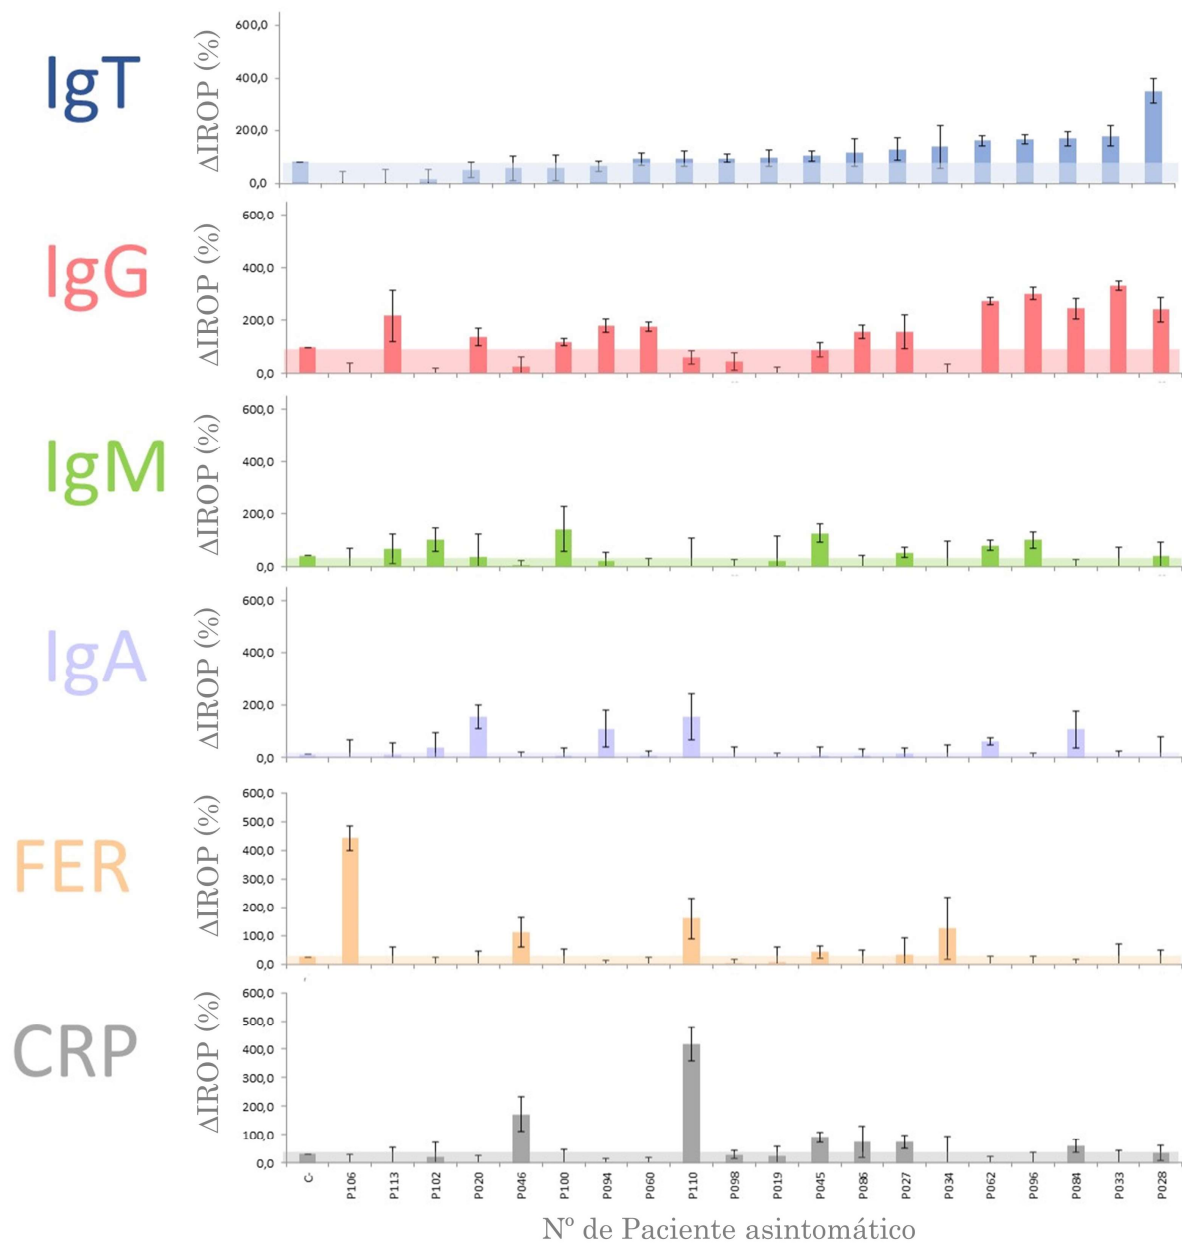 IgT
ΔIROP (%)
600,0
400,0
200,0
0,0
IgG
ΔIROP (%)
600,0
400,0
200,0
0,0
IgM
ΔIROP (%)
600,0
400,0
200,0
0,0
IgA
ΔIROP (%)
600,0
400,0
200,0
0,0
FER
ΔIROP (%)
600,0
500,0
400,0
300,0
200,0
100,0
0,0
CRP
ΔIROP (%)
600,0
500,0
400,0
300,0
200,0
100,0
0,0
C-
P106
P113
P102
P020
P046
P100
P094
P060
P110
P098
P019
P045
P086
P027
P034
P062
P096
P084
P033
P028
Nº de Paciente asintomático